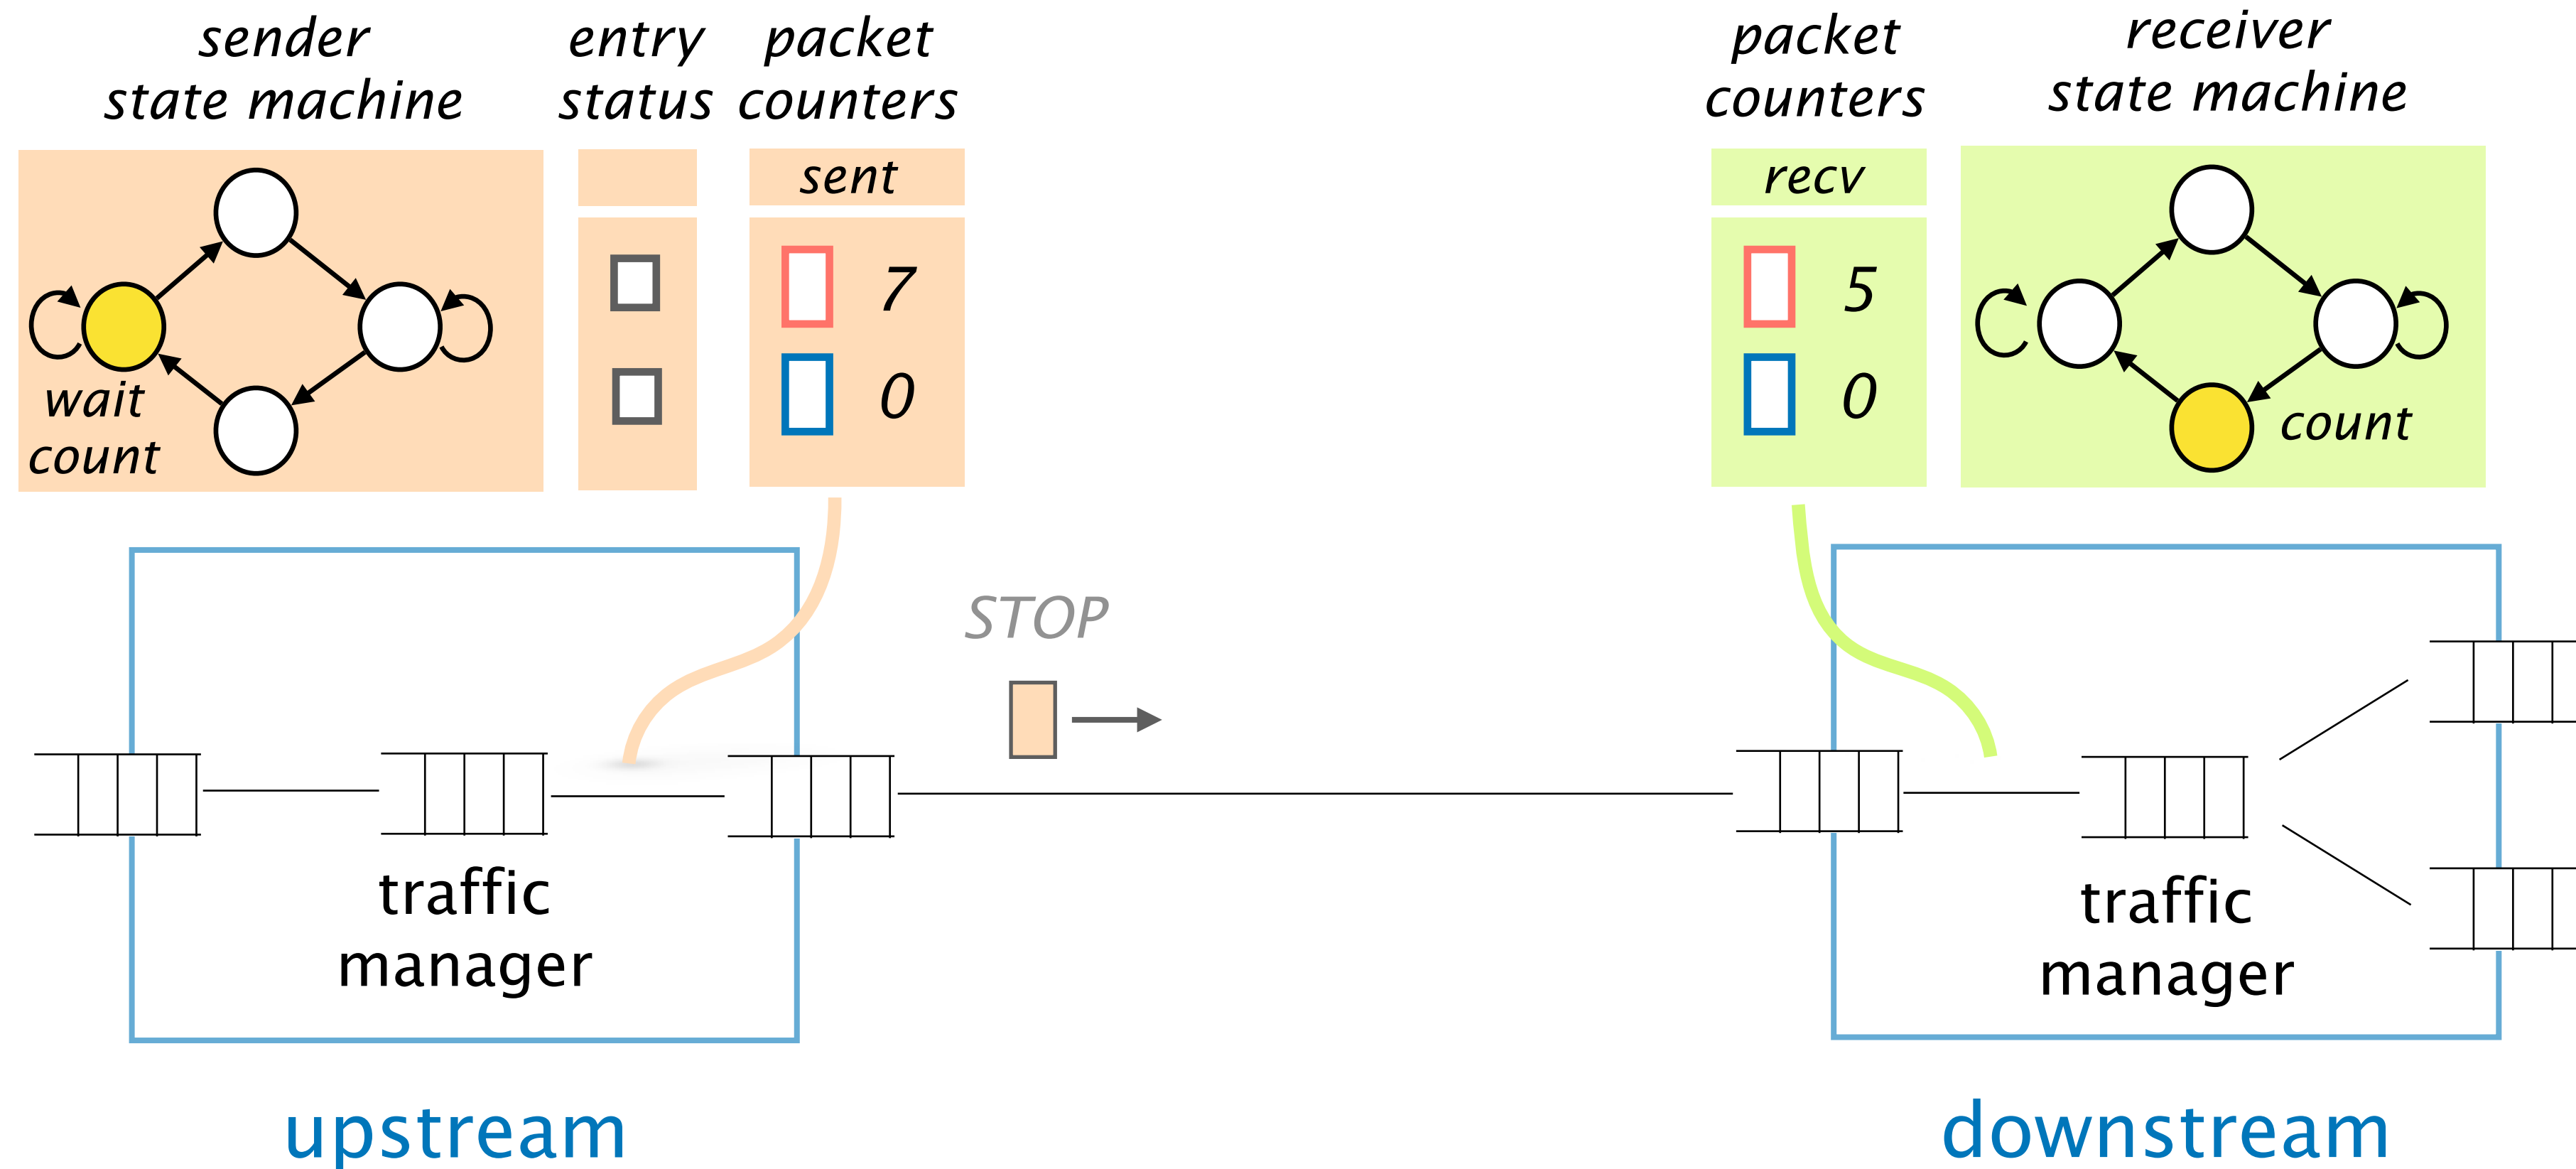 sender
state machine
entry
status
packet
counters
packet
counters
receiver
state machine
sent
recv
7
0
5
0
wait
count
count
STOP
traffic
manager
traffic
manager
upstream
downstream